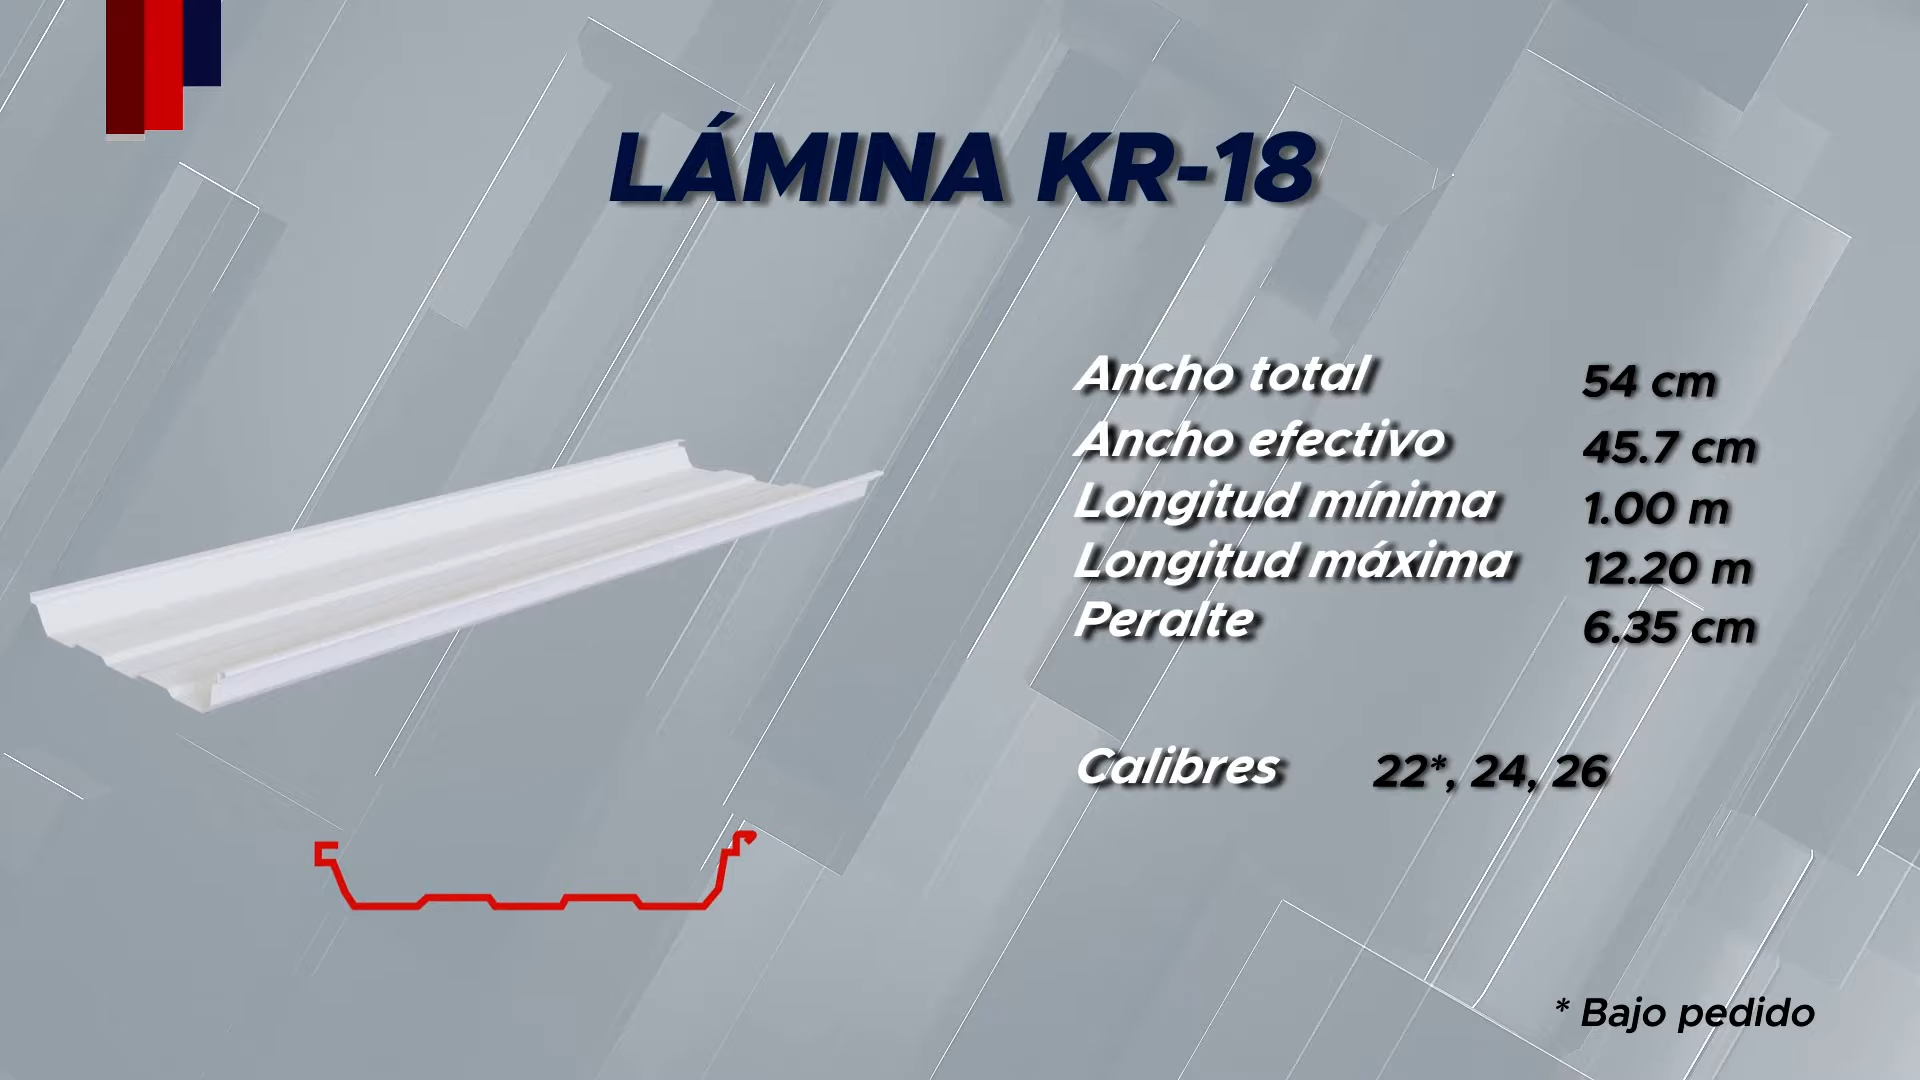 LÁMINA KR-18
Ancho total 54 cm
Ancho efectivo 45.7 cm
Longitud mínima 1.00 m
Longitud máxima 12.20 m
Peralte 6.35 cm
Calibres 22*, 24, 26
* Bajo pedido